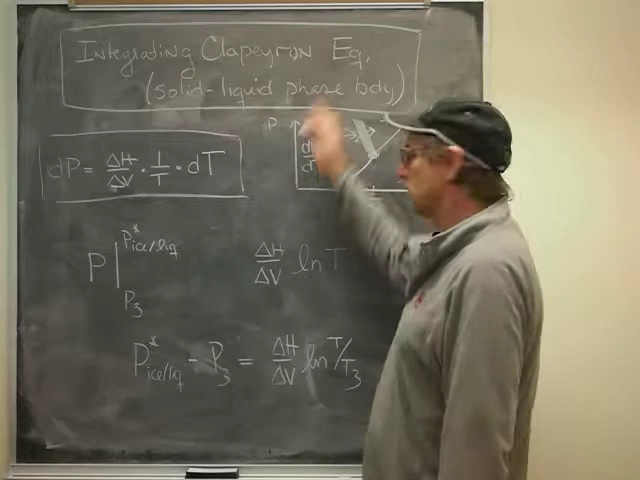 Integrating Clapeyron Eq.
(solid-liquid phase body)
dP = ΔH/ΔV · 1/T · dT
P
P | P*ice/liq P3
ΔH/ΔV ln T
P*ice/liq - P3 = ΔH/ΔV ln T/T3